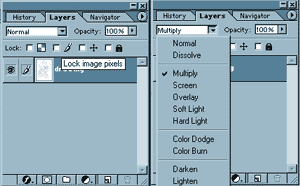 History Layers Navigator
Normal Opacity: 100%
Lock:
Lock image pixels
History Layers Navigator
Multiply Opacity: 100%
Normal
Dissolve
Multiply
Screen
Overlay
Soft Light
Hard Light
Color Dodge
Color Burn
Darken
Lighten